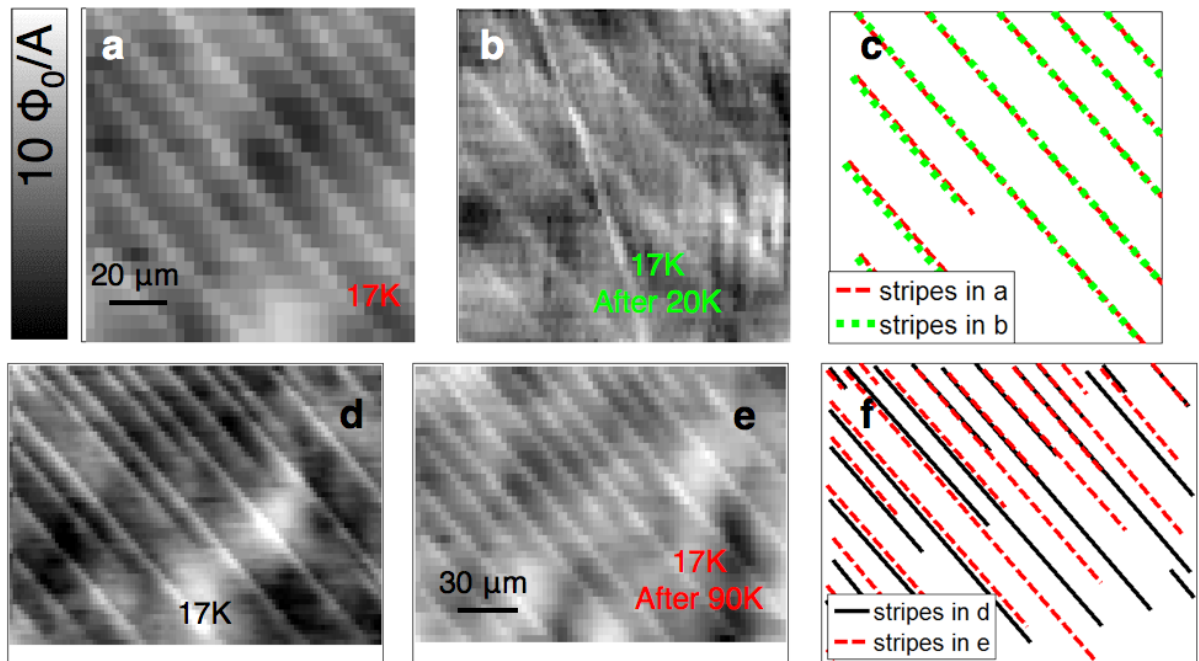 10 Φ₀/A
a
20 μm
17K
b
17K
After 20K
c
stripes in a
stripes in b
d
17K
e
30 μm
17K
After 90K
f
stripes in d
stripes in e